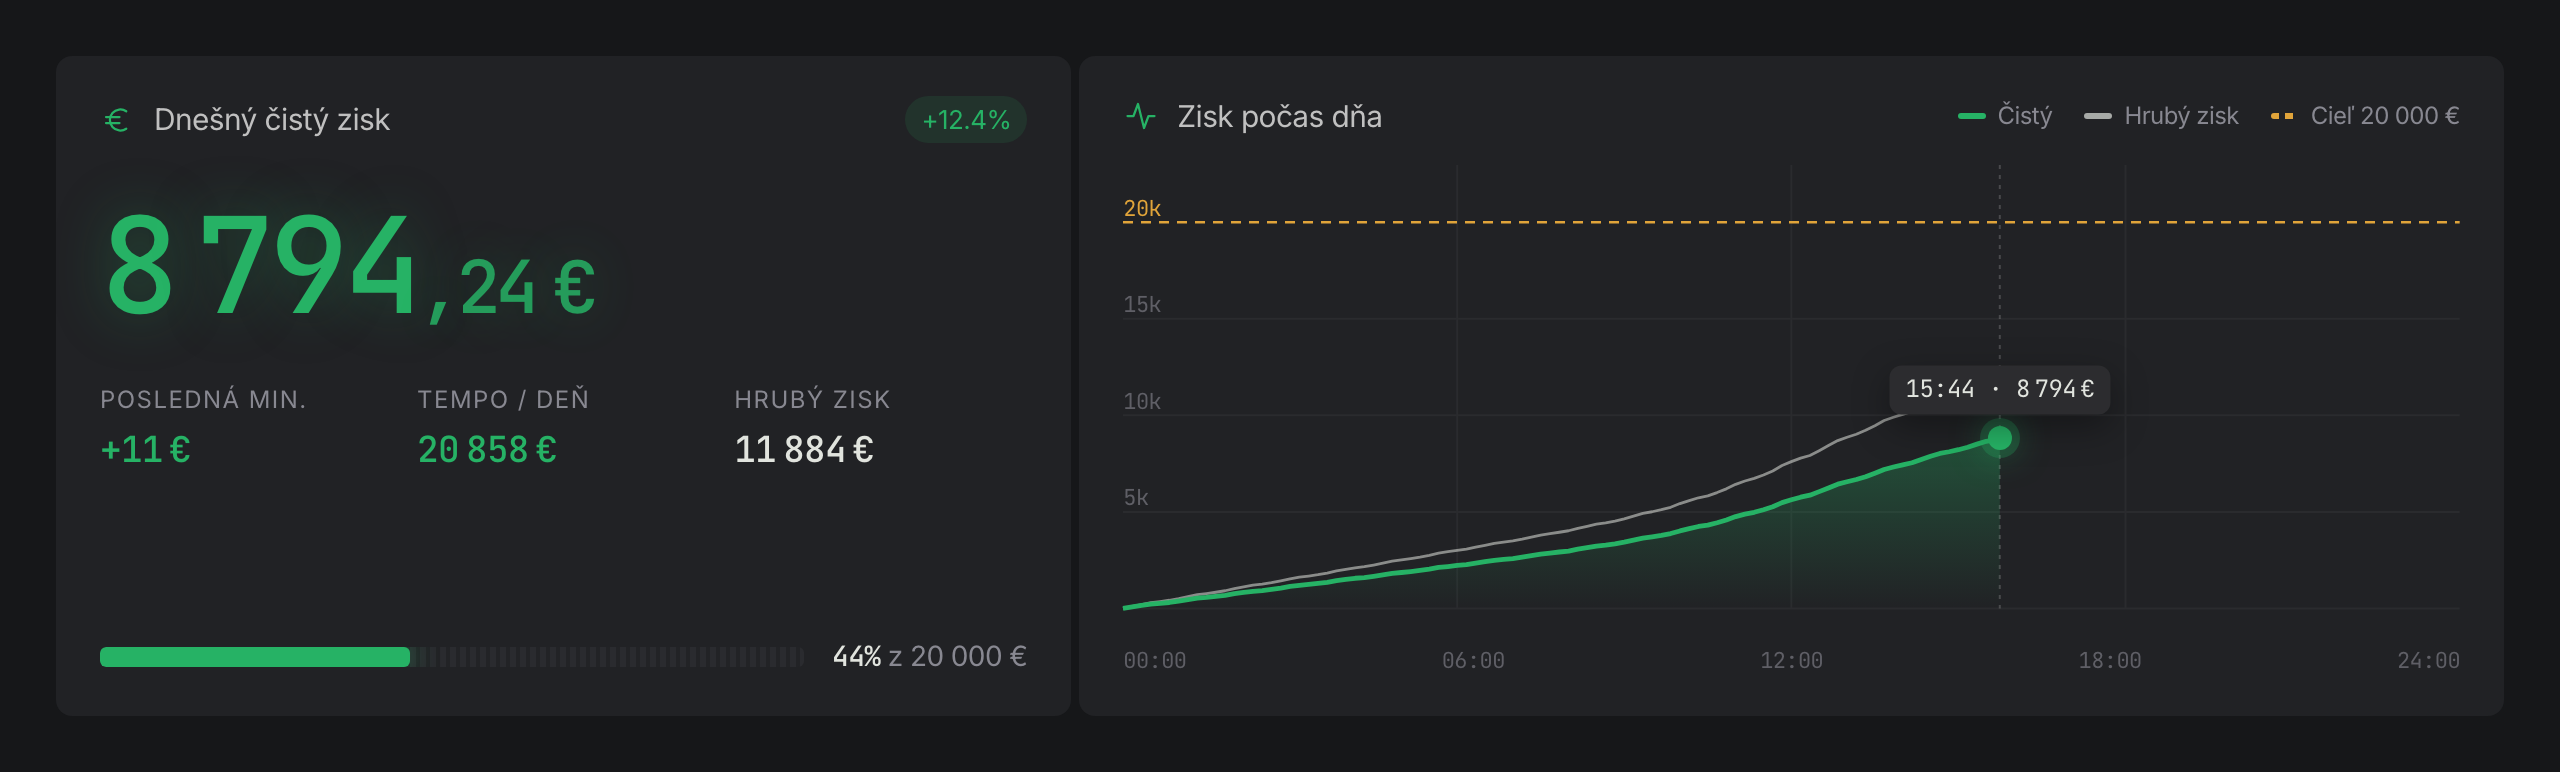 Dnešný čistý zisk
+12.4%
8 794,24 €
POSLEDNÁ MIN.
+11 €
TEMPO / DEŇ
20 858 €
HRUBÝ ZISK
11 884 €
44% z 20 000 €
Zisk počas dňa
Čistý
Hrubý zisk
Cieľ 20 000 €
20k
15k
10k
5k
15:44 · 8 794 €
00:00
06:00
12:00
18:00
24:00